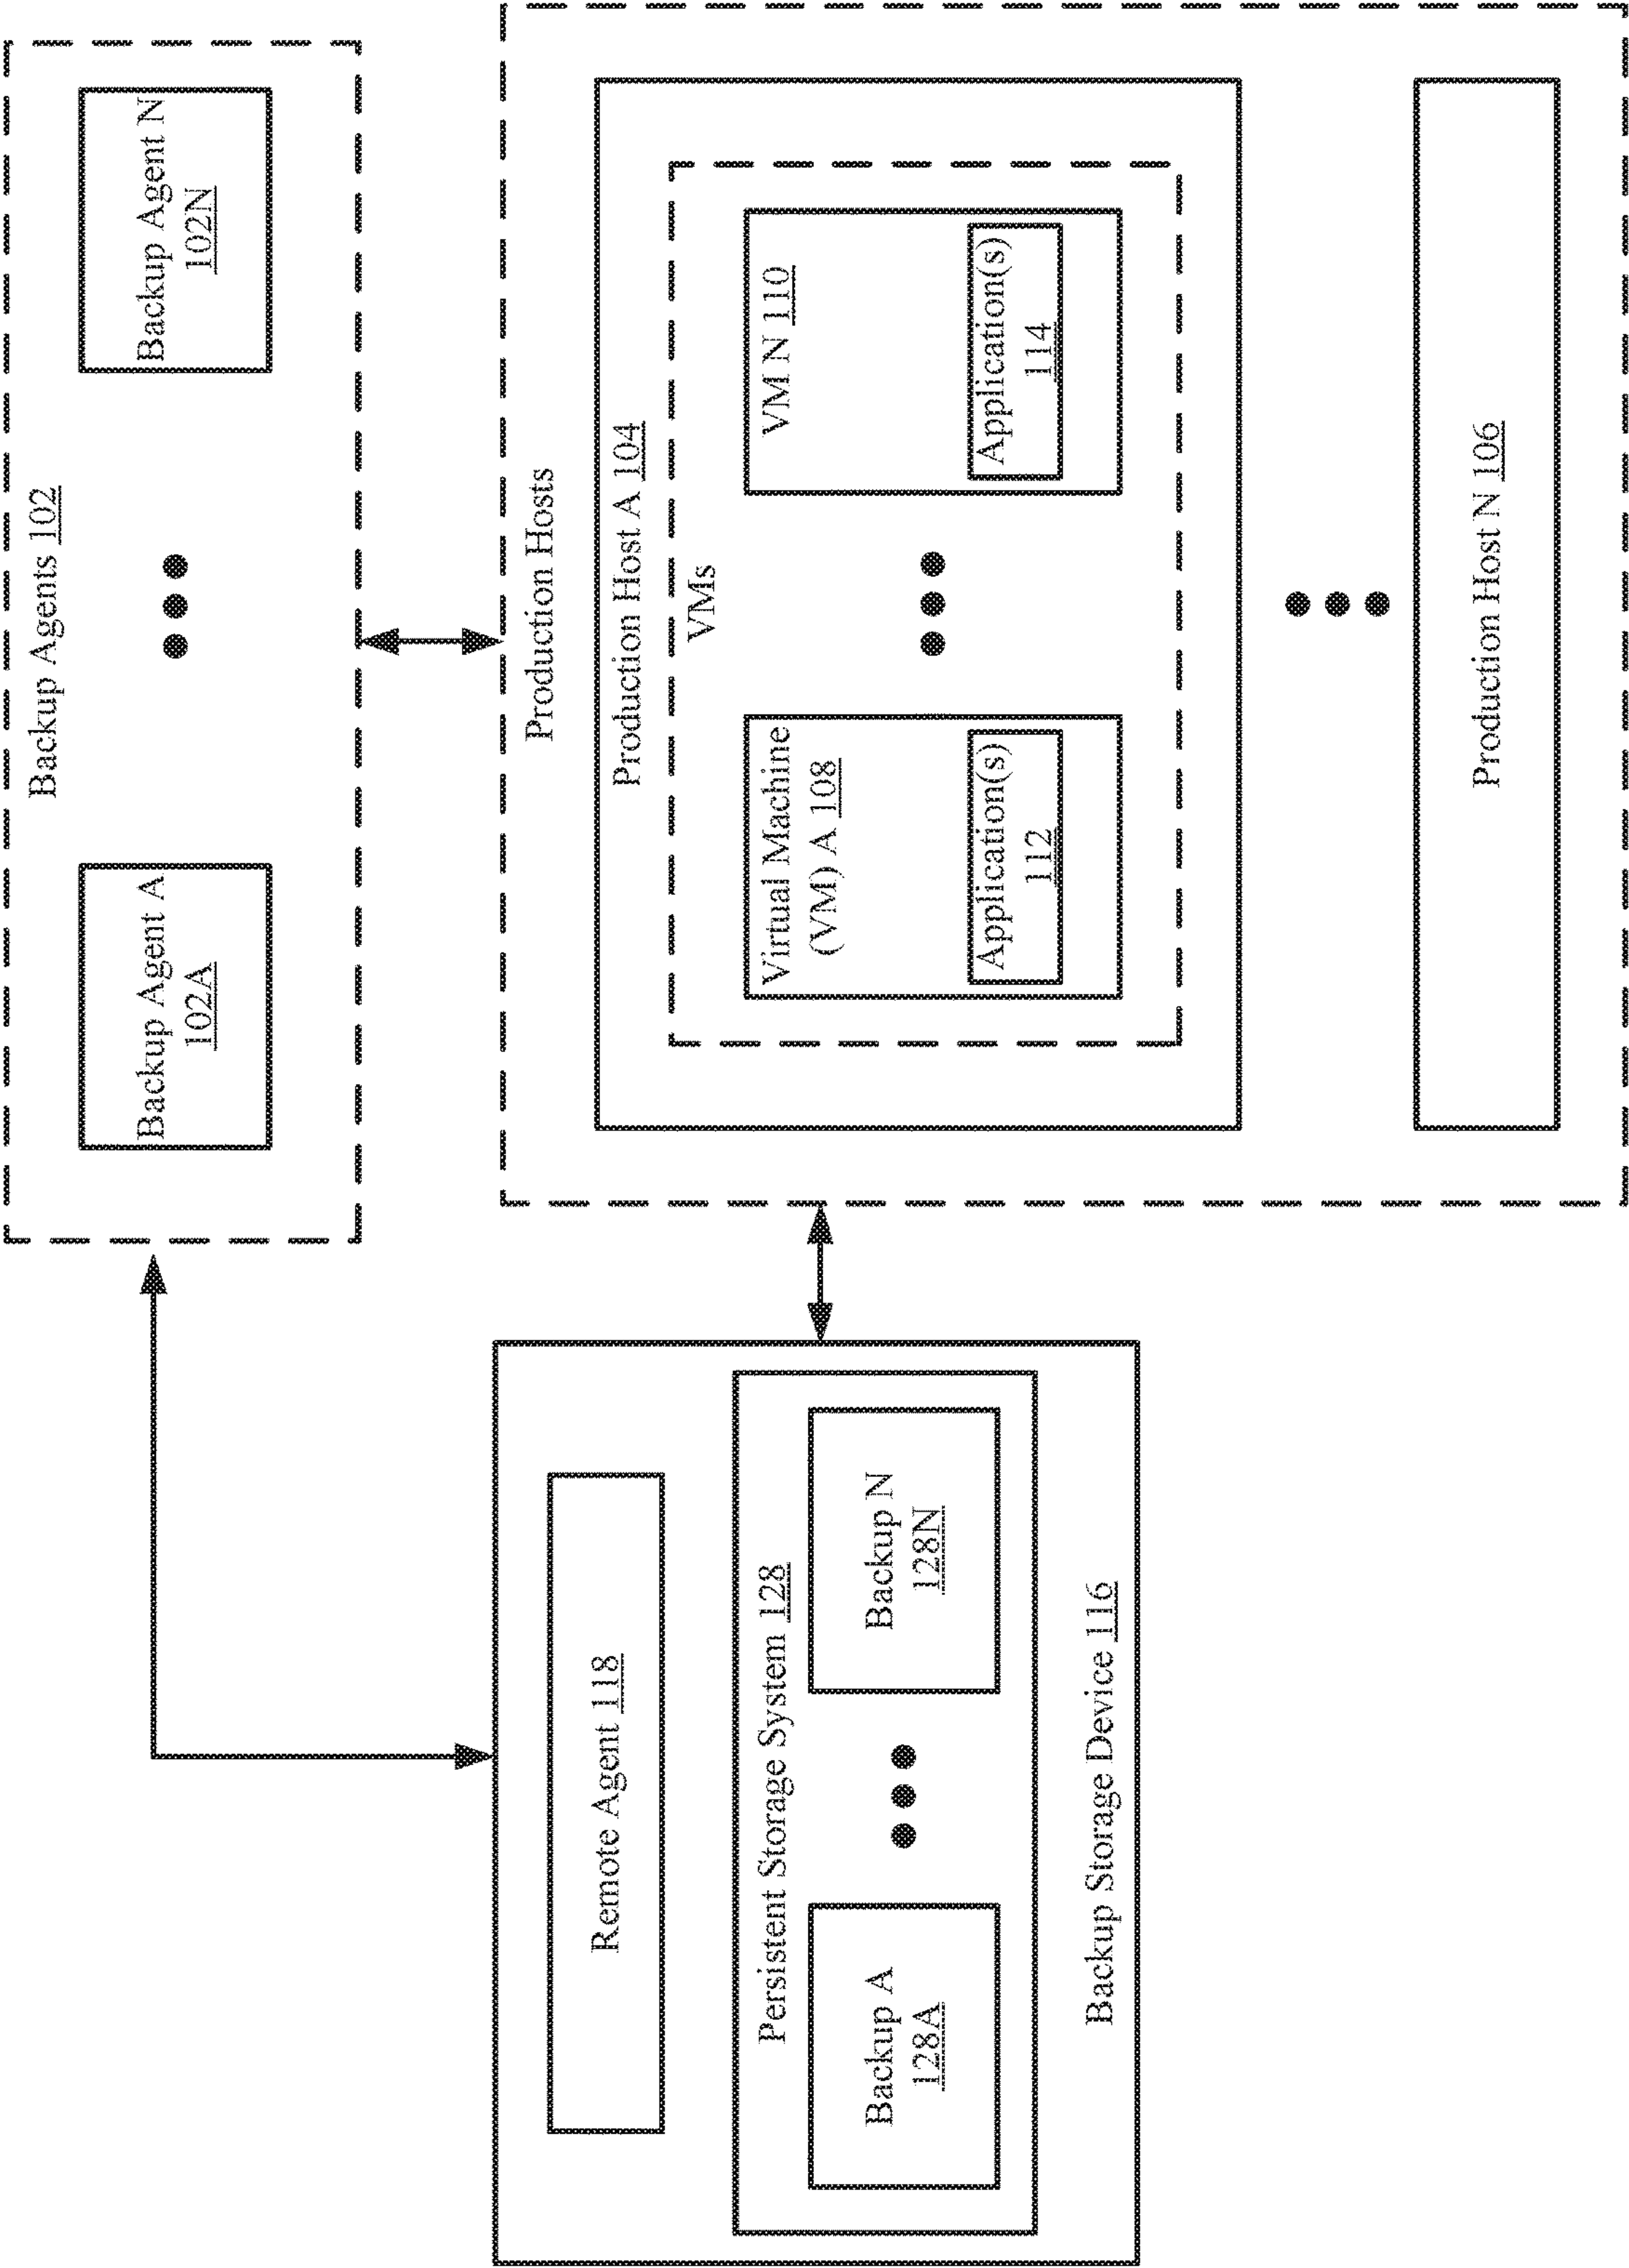 Backup Agents 102
Backup Agent A
102A
Backup Agent N
102N
Remote Agent 118
Persistent Storage System 128
Backup A
128A
Backup N
128N
Backup Storage Device 116
Production Hosts
Production Host A 104
VMs
Virtual Machine
(VM) A 108
Application(s)
112
VM N 110
Application(s)
114
Production Host N 106